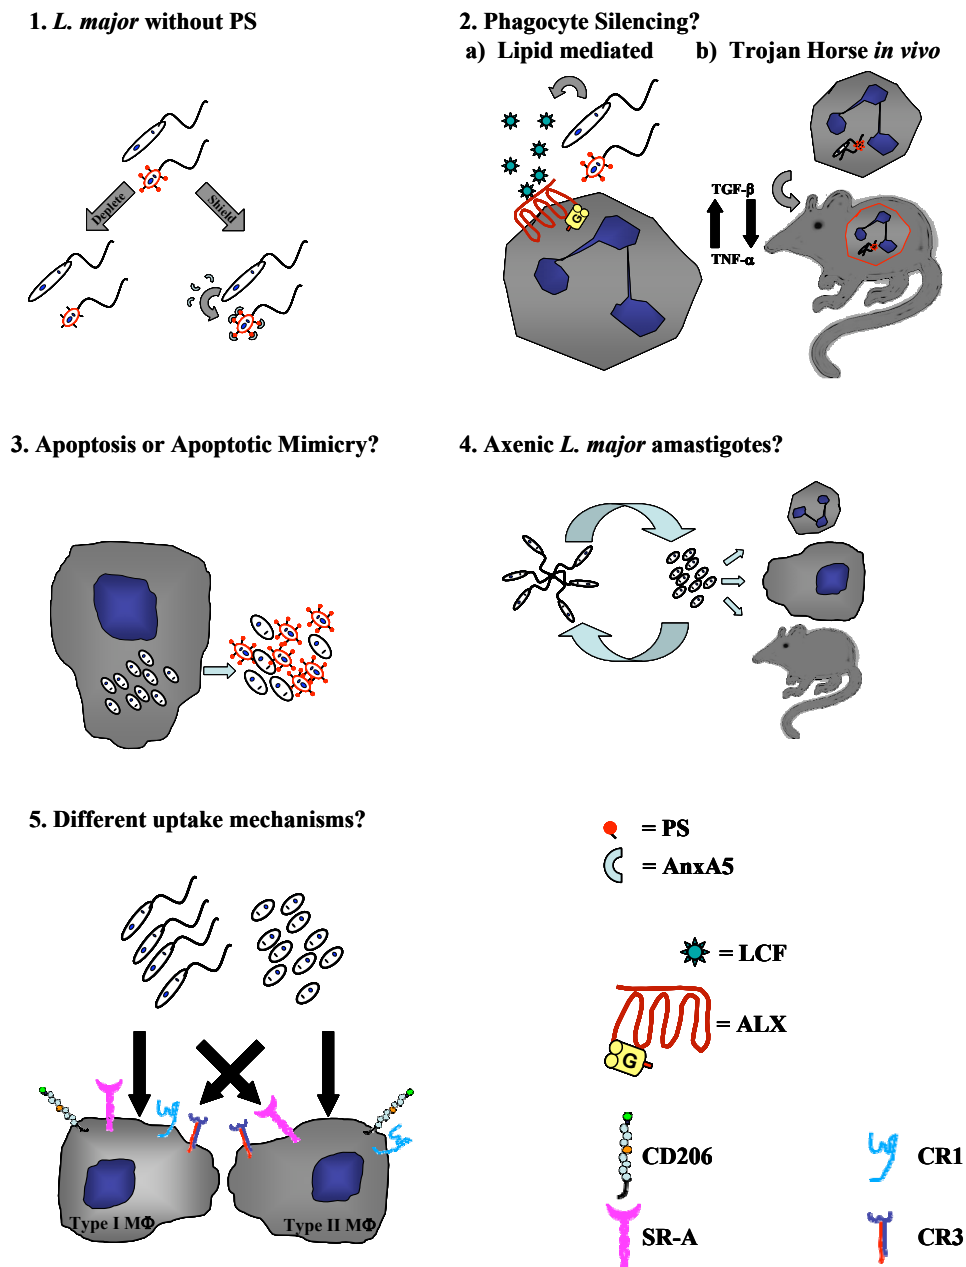 1. L. major without PS
2. Phagocyte Silencing?
a) Lipid mediated
b) Trojan Horse in vivo
Deplete
Shield
G
TGF-β
TNF-α
3. Apoptosis or Apoptotic Mimicry?
4. Axenic L. major amastigotes?
5. Different uptake mechanisms?
= PS
= AnxA5
= LCF
= ALX
G
CD206
CR1
SR-A
CR3
Type I MΦ
Type II MΦ